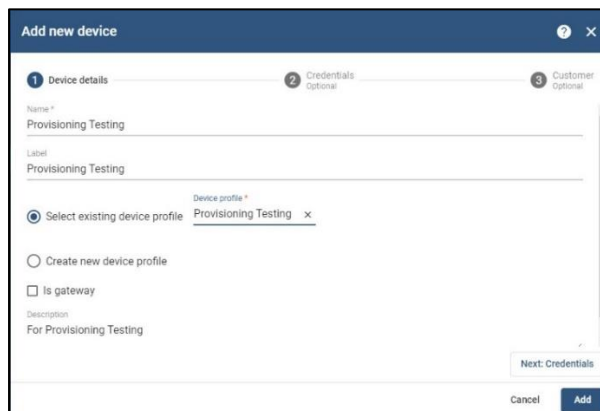 Add new device
?
1 Device details
2 Credentials
Optional
3 Customer
Optional
Name *
Provisioning Testing
Label
Provisioning Testing
Device profile *
Select existing device profile Provisioning Testing ×
Create new device profile
Is gateway
Description
For Provisioning Testing
Next: Credentials
Cancel Add